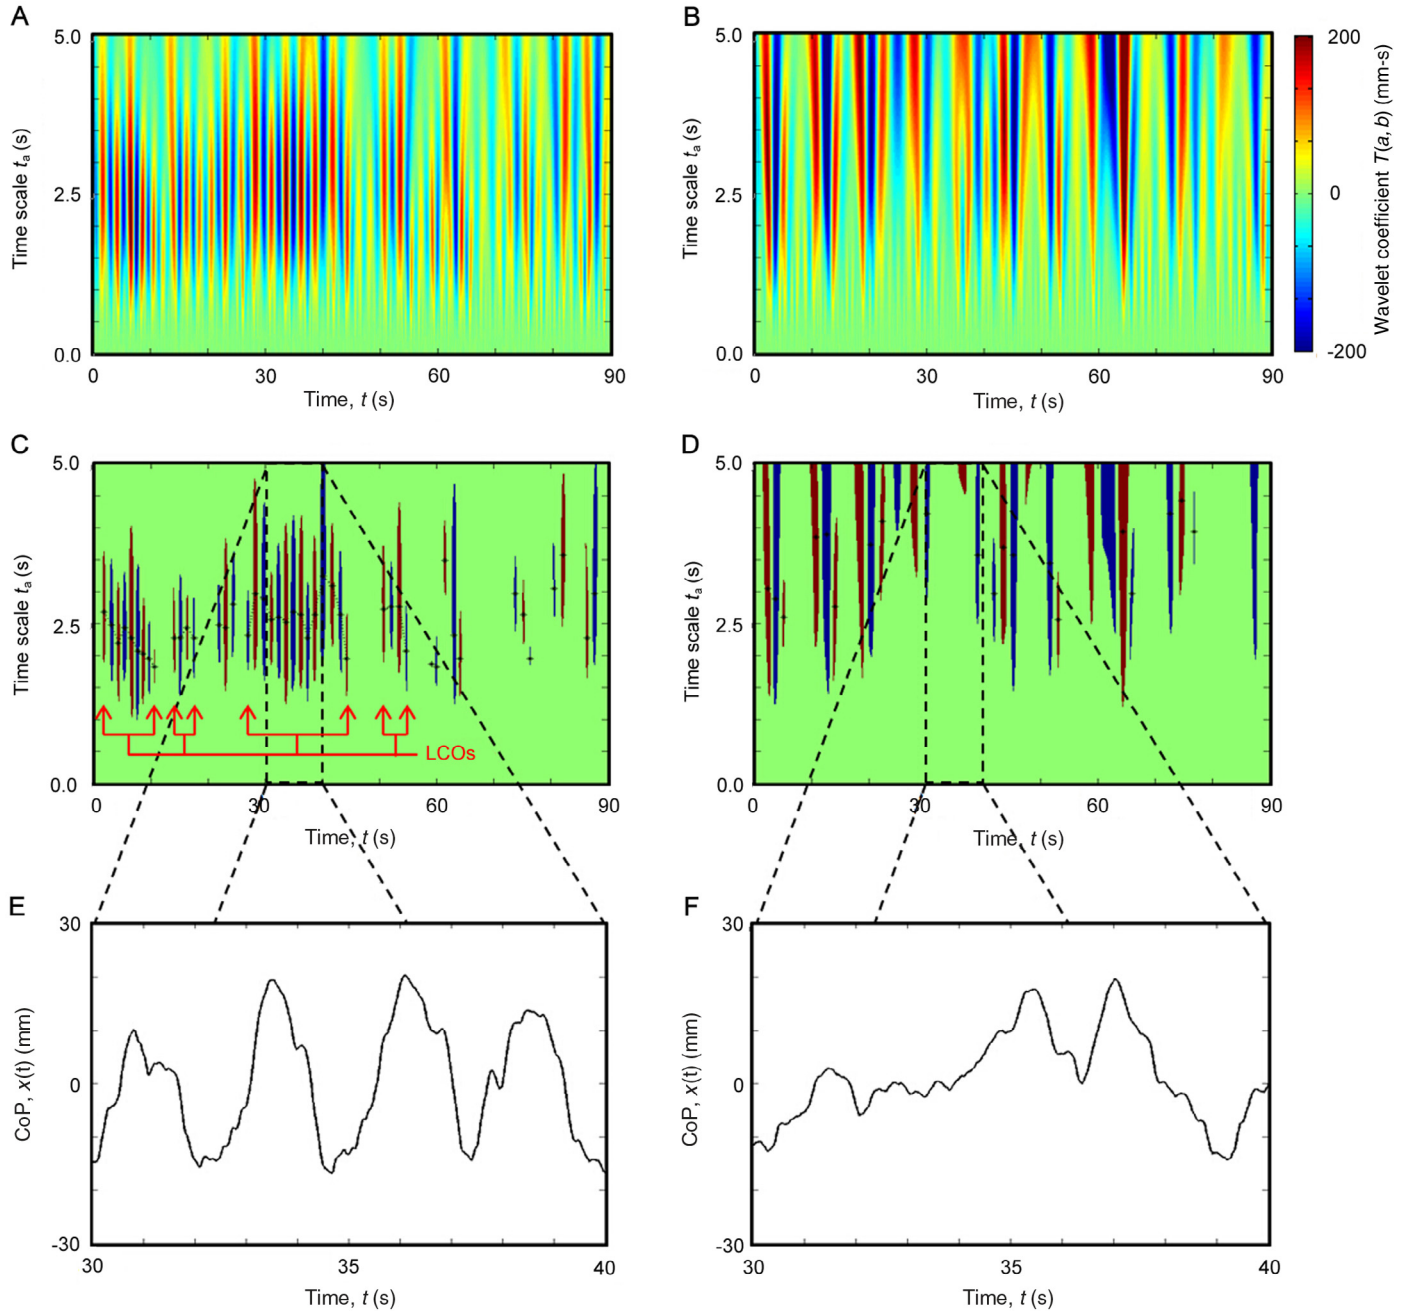 A
5.0
2.5
0.0
Time scale ta (s)
0 30 60 90
Time, t (s)
B
5.0
2.5
0.0
Time scale ta (s)
0 30 60 90
Time, t (s)
200
0
-200
Wavelet coefficient T(a, b) (mm-s)
C
5.0
2.5
0.0
Time scale ta (s)
LCOs
0 30 60 90
Time, t (s)
D
5.0
2.5
0.0
Time scale ta (s)
0 30 60 90
Time, t (s)
E
30
0
-30
CoP, x(t) (mm)
30 35 40
Time, t (s)
F
30
0
-30
CoP, x(t) (mm)
30 35 40
Time, t (s)